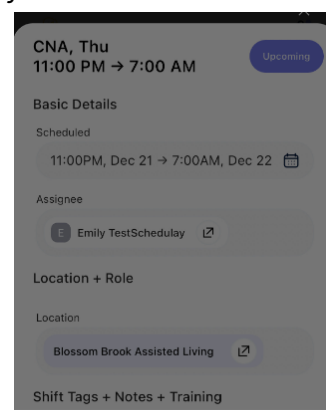 CNA, Thu
11:00 PM → 7:00 AM
Upcoming
Basic Details
Scheduled
11:00PM, Dec 21 → 7:00AM, Dec 22
Assignee
E Emily TestSchedulay
Location + Role
Location
Blossom Brook Assisted Living
Shift Tags + Notes + Training